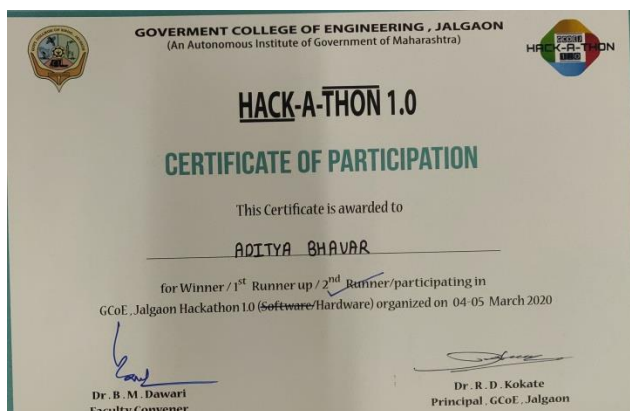 GOVERMENT COLLEGE OF ENGINEERING , JALGAON
(An Autonomous Institute of Government of Maharashtra)
HACK-A-THON
HACK-A-THON 1.0
CERTIFICATE OF PARTICIPATION
This Certificate is awarded to
ADITYA BHAVAR
for Winner / 1st Runner up / 2nd Runner/participating in
GCoE , Jalgaon Hackathon 1.0 (Software/Hardware) organized on 04-05 March 2020
Dr . B . M . Dawari
Faculty Convener
Dr . R . D . Kokate
Principal , GCoE , Jalgaon